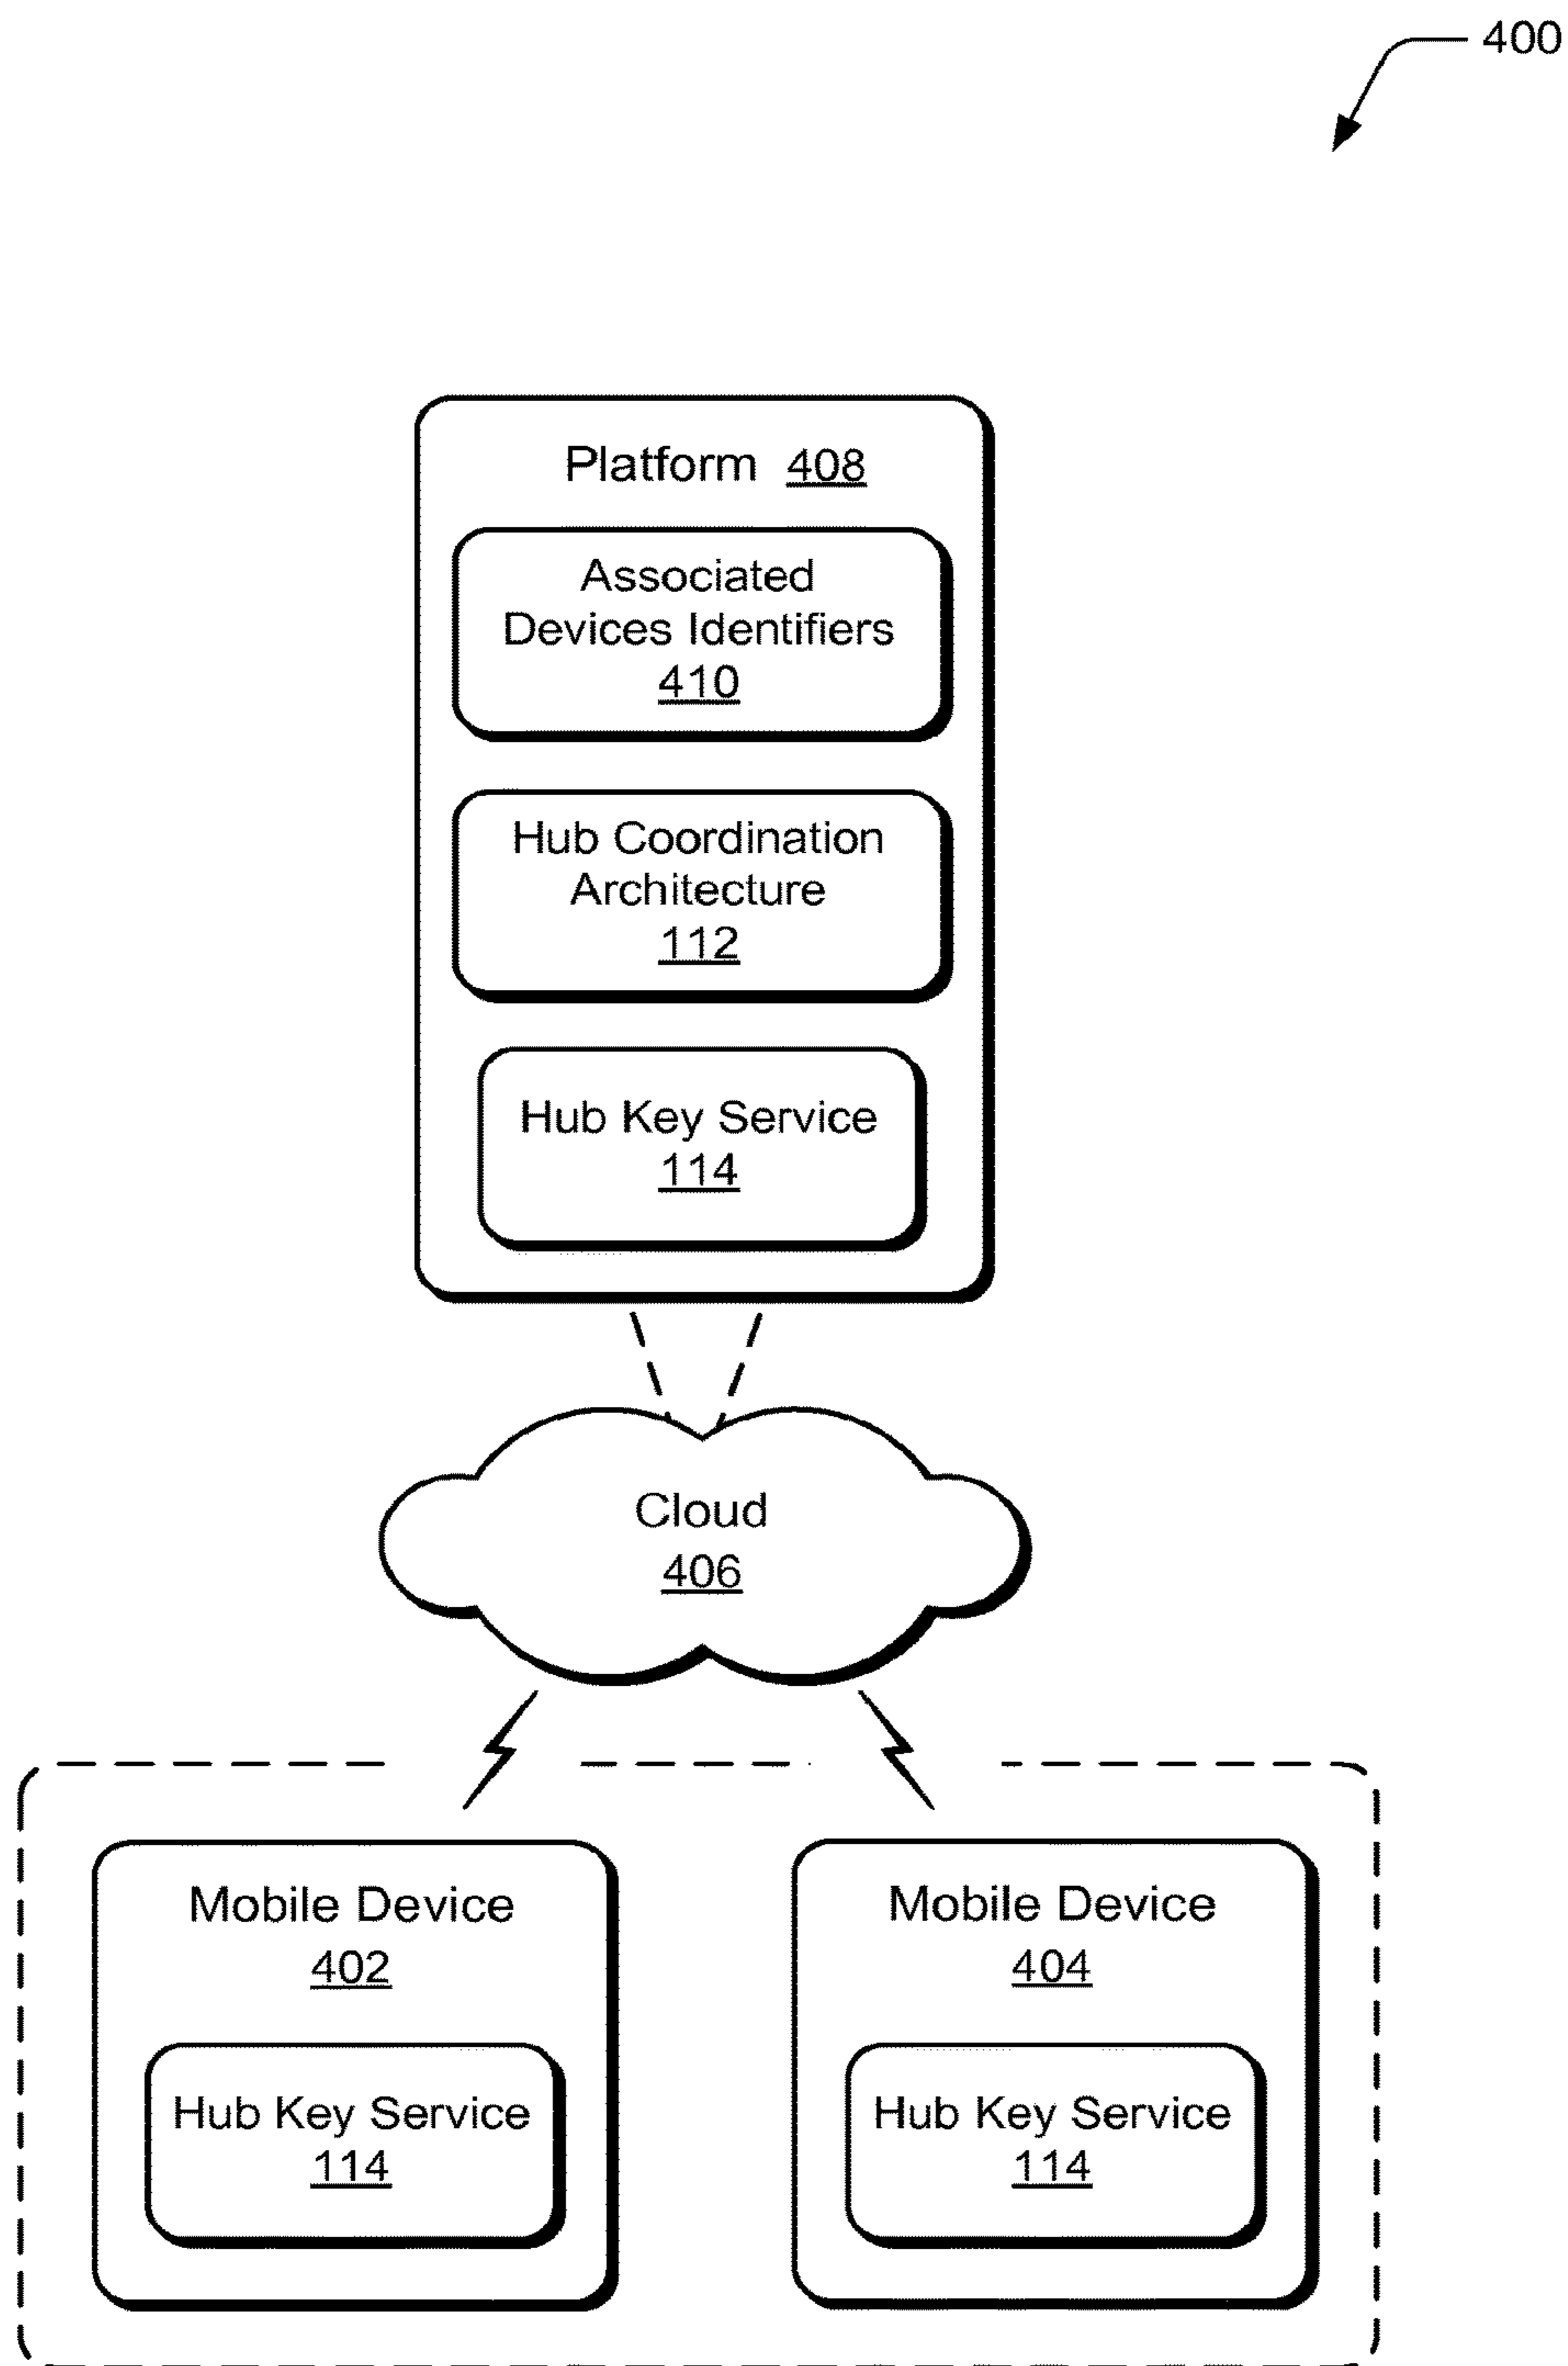 400
Platform 408
Associated
Devices Identifiers
410
Hub Coordination
Architecture
112
Hub Key Service
114
Cloud
406
Mobile Device
402
Hub Key Service
114
Mobile Device
404
Hub Key Service
114